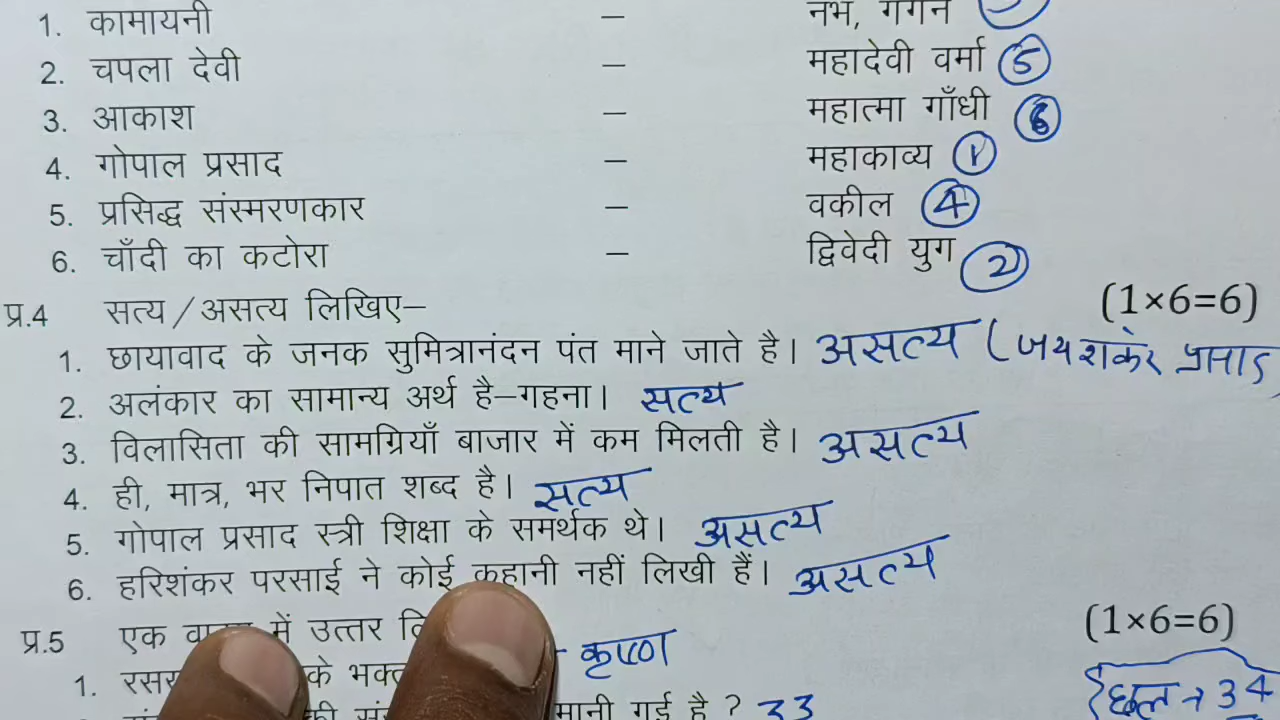 1. कामायनी – नभ, गगन
2. चपला देवी – महादेवी वर्मा 5
3. आकाश – महात्मा गाँधी 6
4. गोपाल प्रसाद – महाकाव्य 1
5. प्रसिद्ध संस्मरणकार – वकील 4
6. चाँदी का कटोरा – द्विवेदी युग 2
प्र.4 सत्य/असत्य लिखिए– (1×6=6)
1. छायावाद के जनक सुमित्रानंदन पंत माने जाते है। असत्य (जयशंकर प्रसाद
2. अलंकार का सामान्य अर्थ है–गहना। सत्य
3. विलासिता की सामग्रियाँ बाजार में कम मिलती है। असत्य
4. ही, मात्र, भर निपात शब्द है। सत्य
5. गोपाल प्रसाद स्त्री शिक्षा के समर्थक थे। असत्य
6. हरिशंकर परसाई ने कोई कहानी नहीं लिखी हैं। असत्य
प्र.5 एक में उत्तर (1×6=6)
1. के भक्त – कृष्ण
की मानी गई है ? 33 {छल → 34